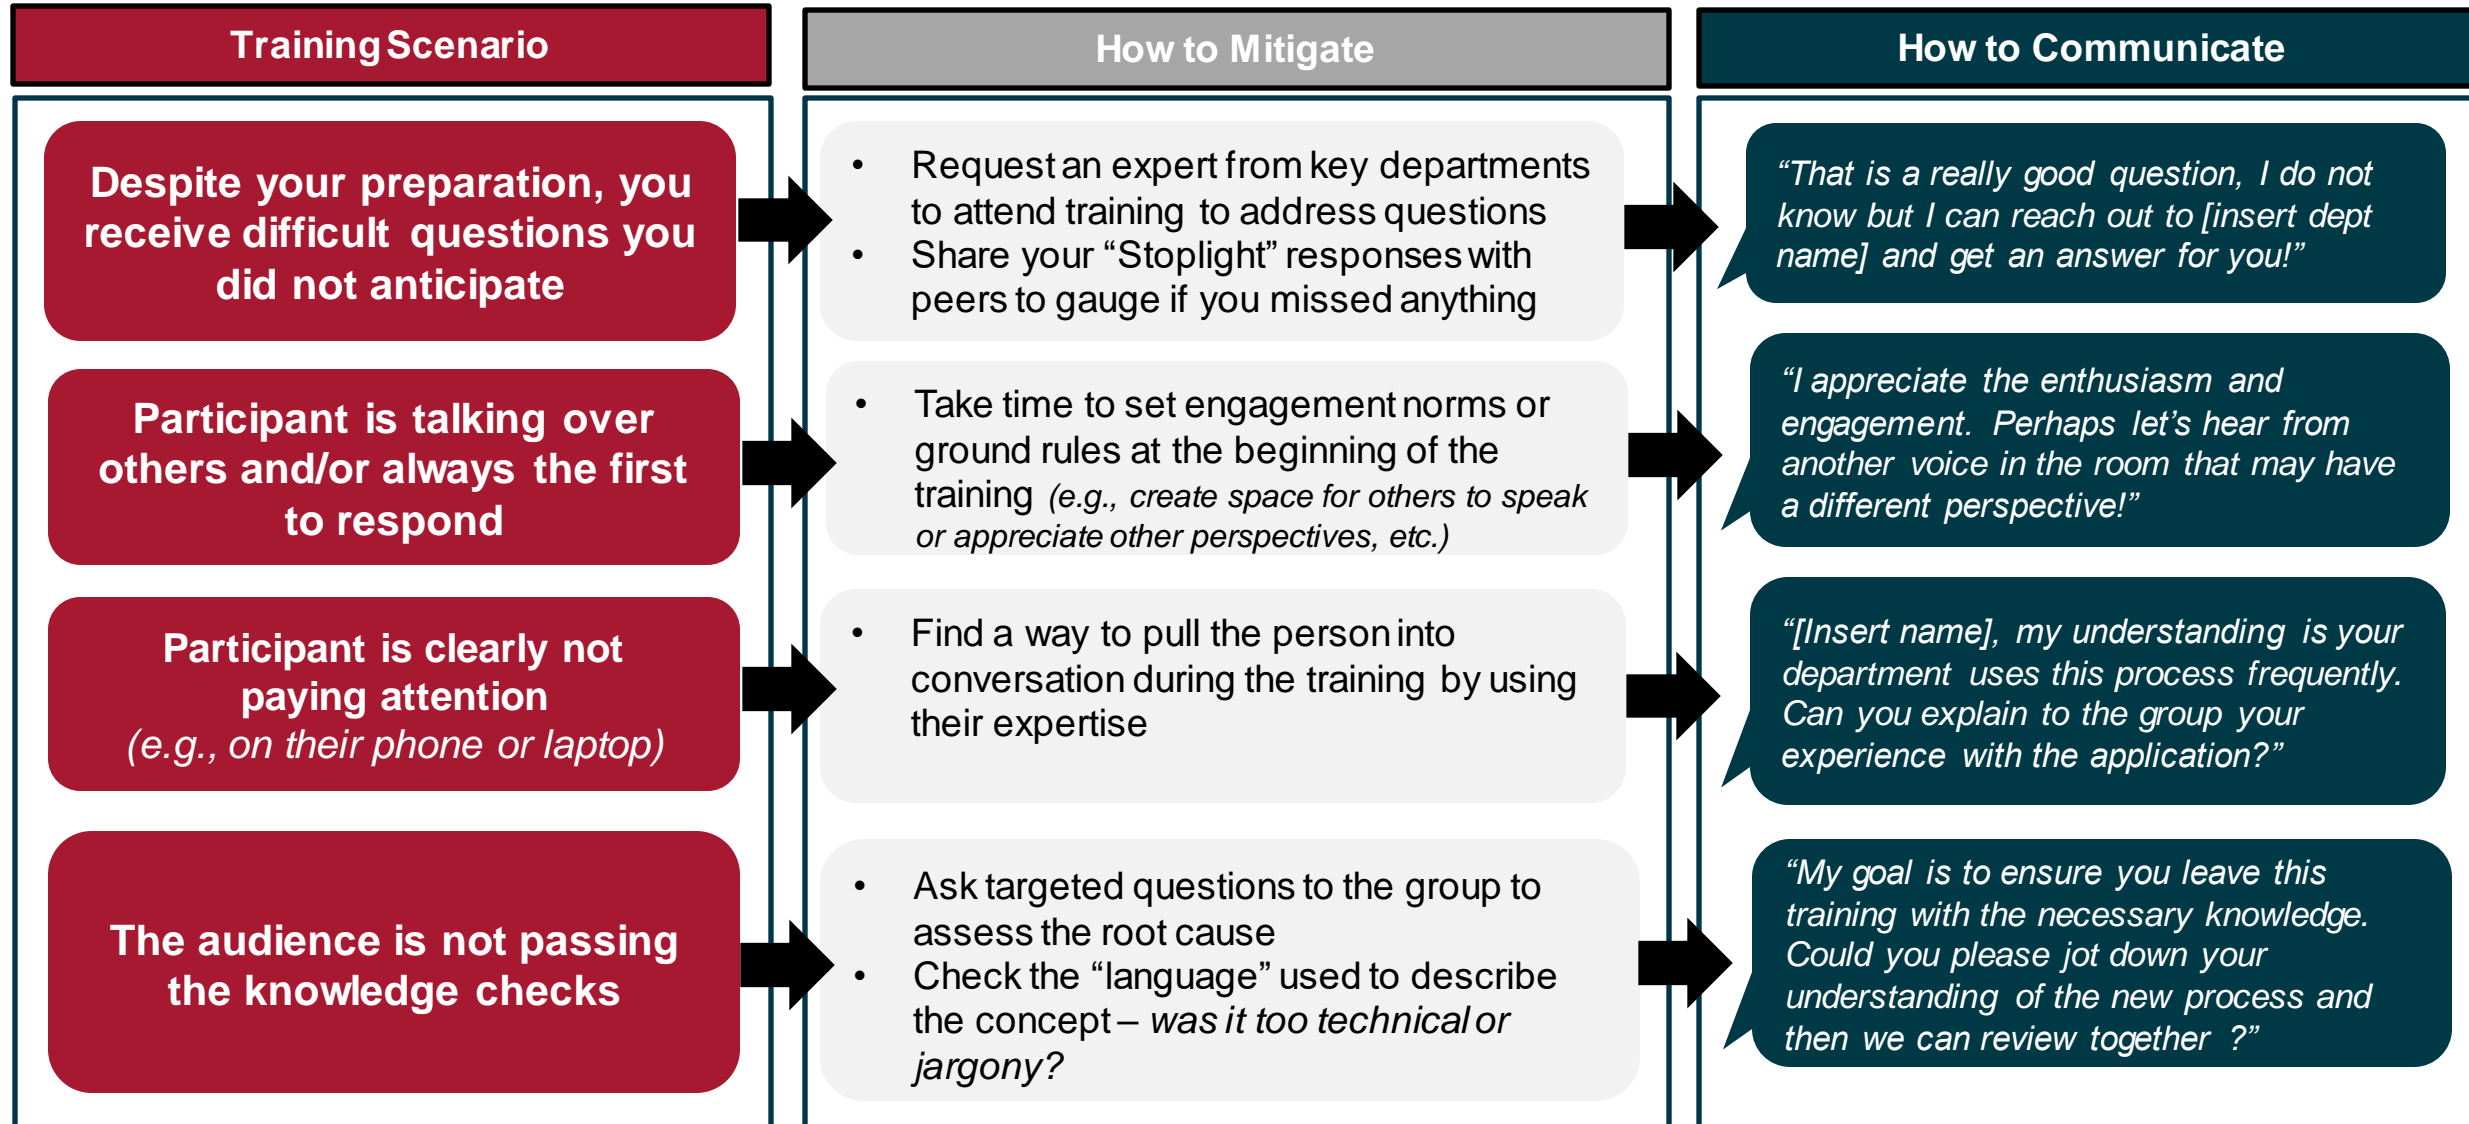 Training Scenario
How to Mitigate
How to Communicate
Despite your preparation, you
receive difficult questions you
did not anticipate
• Request an expert from key departments
to attend training to address questions
• Share your “Stoplight” responses with
peers to gauge if you missed anything
“That is a really good question, I do not
know but I can reach out to [insert dept
name] and get an answer for you!”
Participant is talking over
others and/or always the first
to respond
• Take time to set engagement norms or
ground rules at the beginning of the
training (e.g., create space for others to speak
or appreciate other perspectives, etc.)
“I appreciate the enthusiasm and
engagement. Perhaps let’s hear from
another voice in the room that may have
a different perspective!”
Participant is clearly not
paying attention
(e.g., on their phone or laptop)
• Find a way to pull the person into
conversation during the training by using
their expertise
“[Insert name], my understanding is your
department uses this process frequently.
Can you explain to the group your
experience with the application?”
The audience is not passing
the knowledge checks
• Ask targeted questions to the group to
assess the root cause
• Check the “language” used to describe
the concept – was it too technical or
jargony?
“My goal is to ensure you leave this
training with the necessary knowledge.
Could you please jot down your
understanding of the new process and
then we can review together ?”